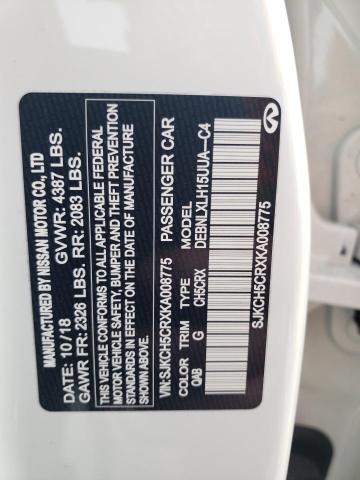 MANUFACTURED BY NISSAN MOTOR CO., LTD
DATE: 10/18 GVWR: 4387 LBS.
GAWR FR: 2326 LBS. RR: 2083 LBS.
THIS VEHICLE CONFORMS TO ALL APPLICABLE FEDERAL
MOTOR VEHICLE SAFETY, BUMPER AND THEFT PREVENTION
STANDARDS IN EFFECT ON THE DATE OF MANUFACTURE
SHOWN ABOVE.
VIN: SJKCH5CRXKA008775 PASSENGER CAR
COLOR TRIM TYPE MODEL
QAB G CH5CRX DEBNLXLH15UUA--C4
SJKCH5CRXKA008775